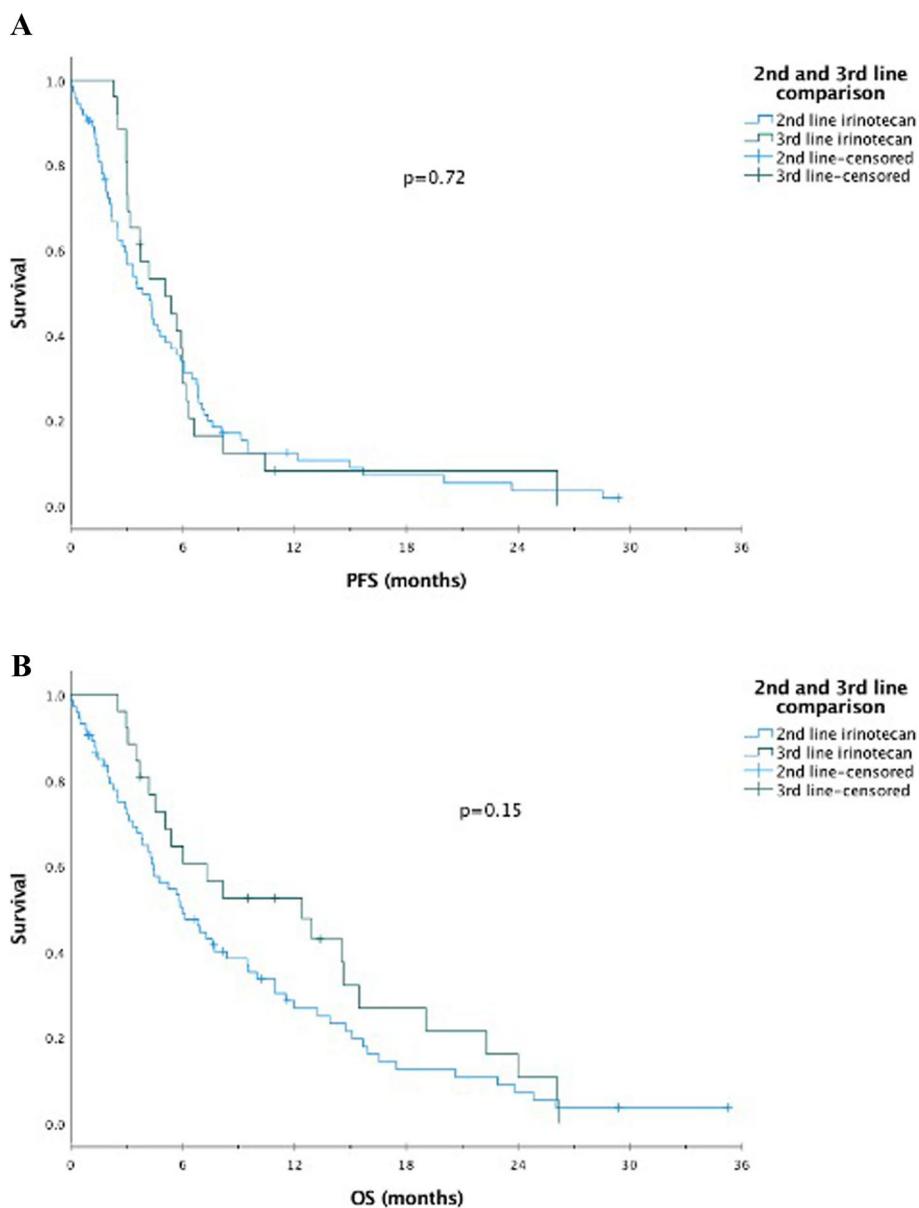 A
2nd and 3rd line
comparison
2nd line irinotecan
3rd line irinotecan
2nd line-censored
3rd line-censored
p=0.72
Survival
1.0
0.8
0.6
0.4
0.2
0.0
0 6 12 18 24 30 36
PFS (months)
B
2nd and 3rd line
comparison
2nd line irinotecan
3rd line irinotecan
2nd line-censored
3rd line-censored
p=0.15
Survival
1.0
0.8
0.6
0.4
0.2
0.0
0 6 12 18 24 30 36
OS (months)